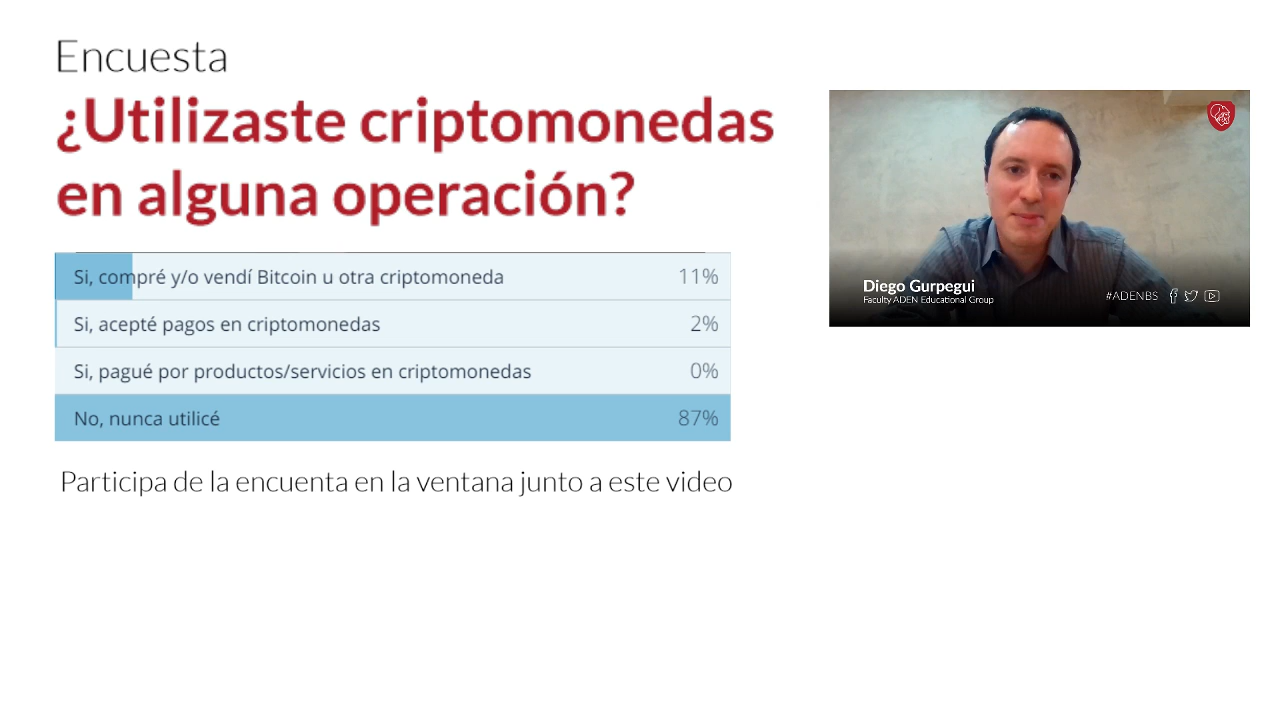 Encuesta
¿Utilizaste criptomonedas
en alguna operación?
Si, compré y/o vendí Bitcoin u otra criptomoneda 11%
Si, acepté pagos en criptomonedas 2%
Si, pagué por productos/servicios en criptomonedas 0%
No, nunca utilicé 87%
Participa de la encuenta en la ventana junto a este video
Diego Gurpegui
Faculty ADEN Educational Group
#ADENBS